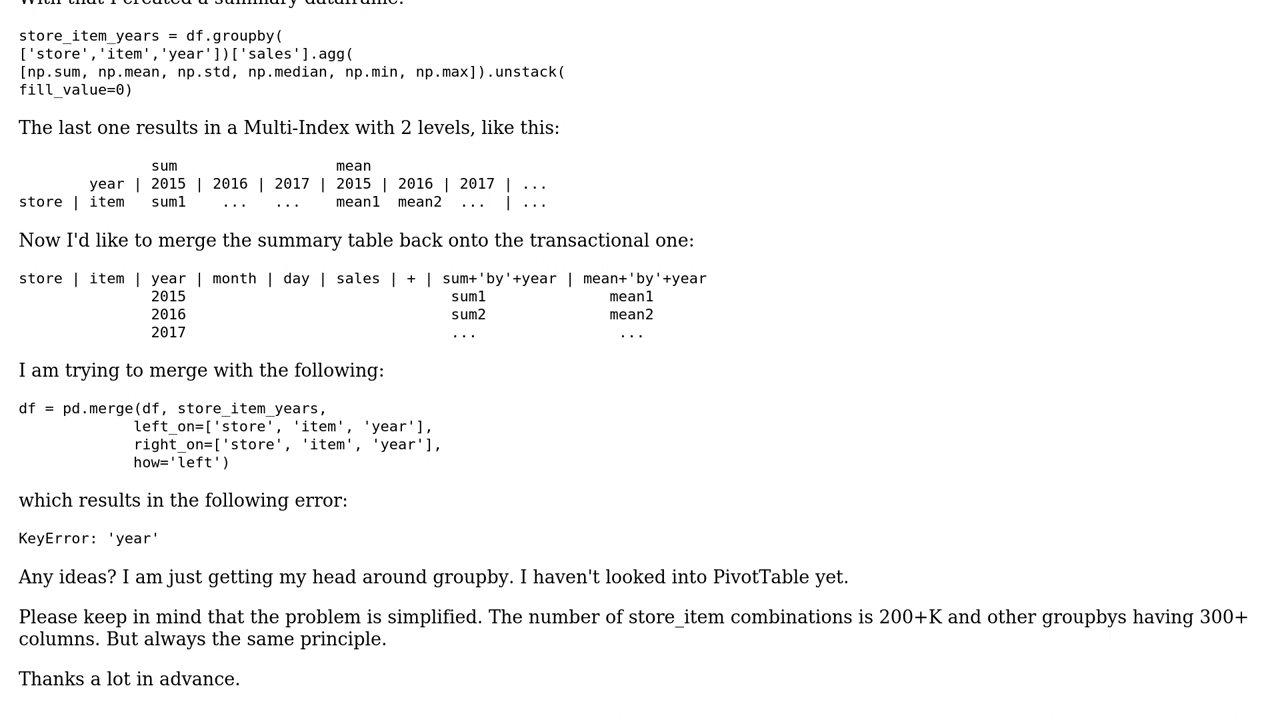 With that I created a summary dataframe:
store_item_years = df.groupby(
['store','item','year'])['sales'].agg(
[np.sum, np.mean, np.std, np.median, np.min, np.max]).unstack(
fill_value=0)
The last one results in a Multi-Index with 2 levels, like this:
sum mean
year | 2015 | 2016 | 2017 | 2015 | 2016 | 2017 | ...
store | item sum1 ... ... mean1 mean2 ... | ...
Now I'd like to merge the summary table back onto the transactional one:
store | item | year | month | day | sales | + | sum+'by'+year | mean+'by'+year
2015 sum1 mean1
2016 sum2 mean2
2017 ... ...
I am trying to merge with the following:
df = pd.merge(df, store_item_years,
left_on=['store', 'item', 'year'],
right_on=['store', 'item', 'year'],
how='left')
which results in the following error:
KeyError: 'year'
Any ideas? I am just getting my head around groupby. I haven't looked into PivotTable yet.
Please keep in mind that the problem is simplified. The number of store_item combinations is 200+K and other groupbys having 300+
columns. But always the same principle.
Thanks a lot in advance.